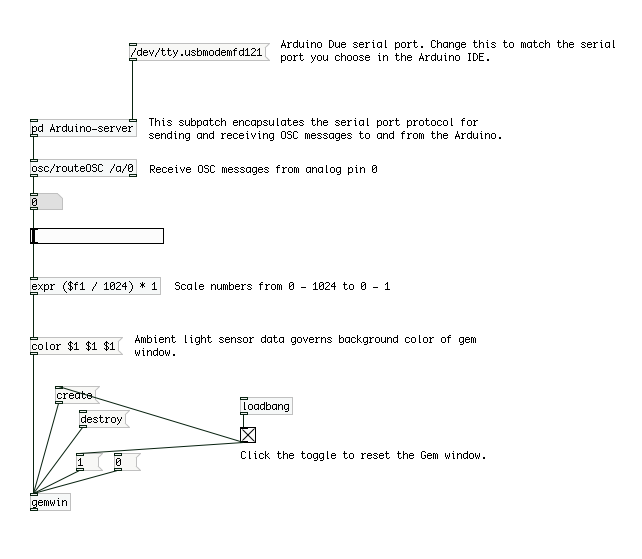 /dev/tty.usbmodemfd121
Arduino Due serial port. Change this to match the serial
port you choose in the Arduino IDE.
pd Arduino-server
This subpatch encapsulates the serial port protocol for
sending and receiving OSC messages to and from the Arduino.
osc/routeOSC /a/0
Receive OSC messages from analog pin 0
0
expr ($f1 / 1024) * 1
Scale numbers from 0 - 1024 to 0 - 1
color $1 $1 $1
Ambient light sensor data governs background color of gem
window.
create
loadbang
destroy
Click the toggle to reset the Gem window.
1
0
gemwin